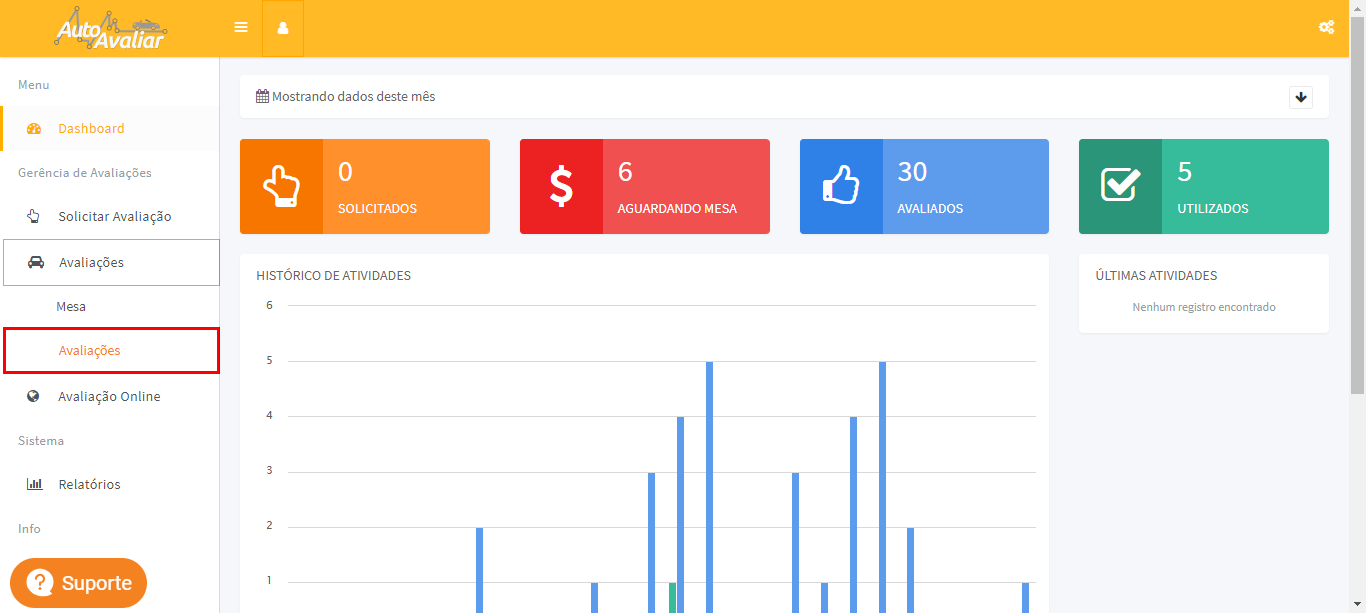 Auto
Avaliar
Menu
Dashboard
Gerência de Avaliações
Solicitar Avaliação
Avaliações
Mesa
Avaliações
Avaliação Online
Sistema
Relatórios
Info
Suporte
Mostrando dados deste mês
0
SOLICITADOS
6
AGUARDANDO MESA
30
AVALIADOS
5
UTILIZADOS
HISTÓRICO DE ATIVIDADES
6
5
4
3
2
1
ÚLTIMAS ATIVIDADES
Nenhum registro encontrado